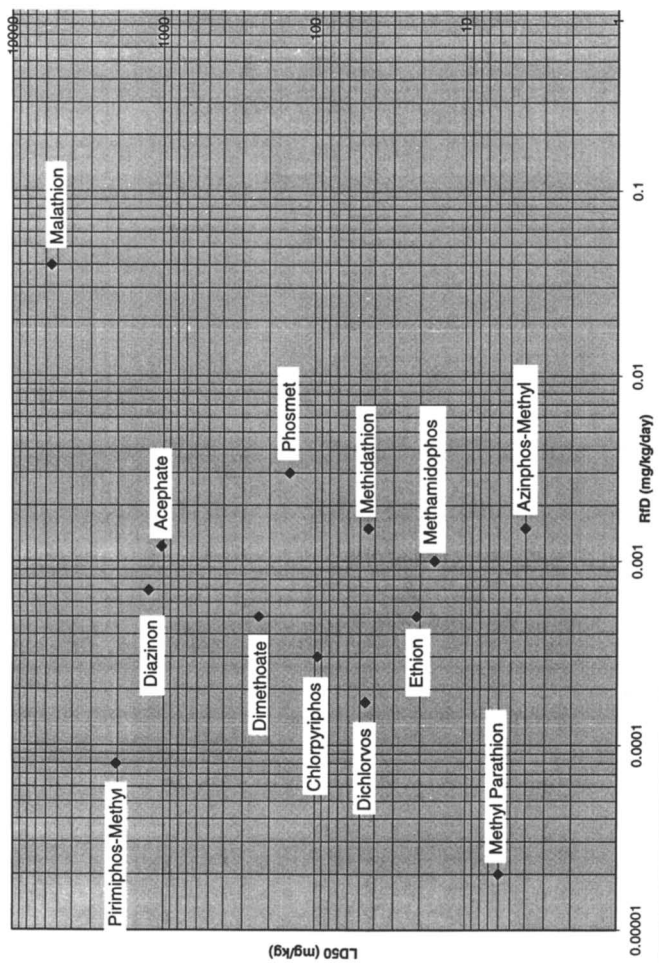 10000
1000
100
10
1
Malathion
Pirimiphos-Methyl
Diazinon
Acephate
Dimethoate
Phosmet
Chlorpyriphos
Dichlorvos
Methidathion
Ethion
Methamidophos
Methyl Parathion
Azinphos-Methyl
0.00001
0.0001
0.001
0.01
0.1
RfD (mg/kg/day)
LD50 (mg/kg)